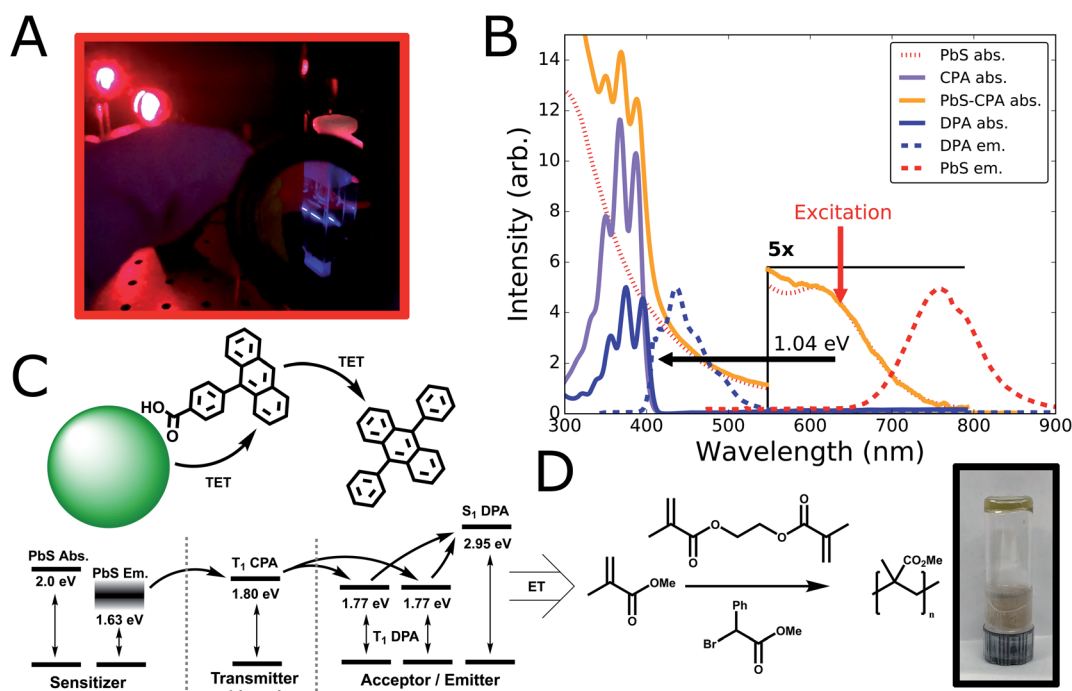 A
B
Intensity (arb.)
14
12
10
8
6
4
2
0
300
400
500
600
700
800
900
Wavelength (nm)
PbS abs.
CPA abs.
PbS-CPA abs.
DPA abs.
DPA em.
PbS em.
Excitation
5x
1.04 eV
C
HO
O
TET
TET
PbS Abs.
2.0 eV
PbS Em.
1.63 eV
Sensitizer
T1 CPA
1.80 eV
Transmitter
1.77 eV
1.77 eV
T1 DPA
S1 DPA
2.95 eV
Acceptor / Emitter
ET
D
O
O
O
O
OMe
O
Ph
Br
OMe
O
CO2Me
n